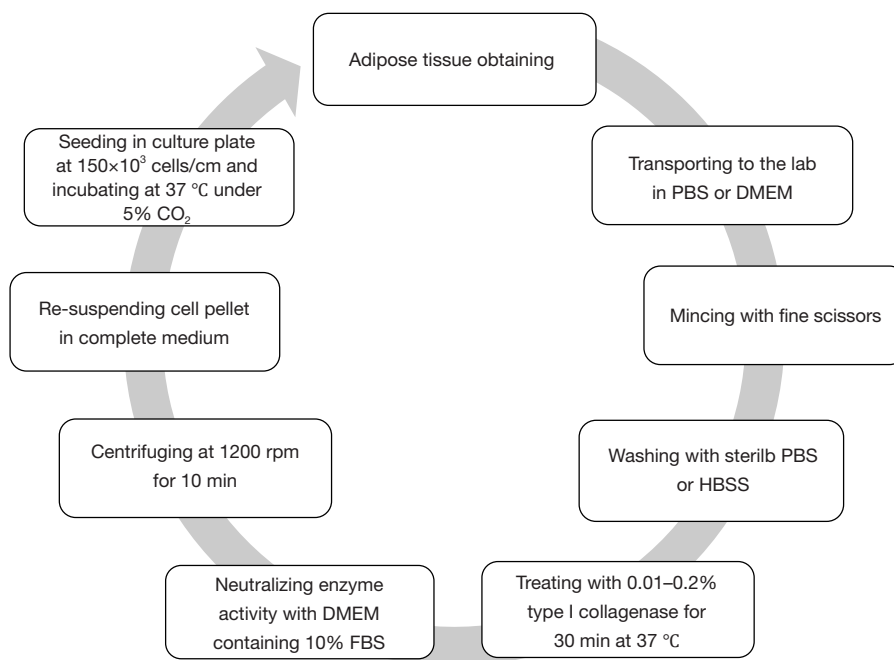 Adipose tissue obtaining
Transporting to the lab
in PBS or DMEM
Mincing with fine scissors
Washing with sterilb PBS
or HBSS
Treating with 0.01–0.2%
type I collagenase for
30 min at 37 ℃
Neutralizing enzyme
activity with DMEM
containing 10% FBS
Centrifuging at 1200 rpm
for 10 min
Re-suspending cell pellet
in complete medium
Seeding in culture plate
at 150×10³ cells/cm and
incubating at 37 ℃ under
5% CO₂